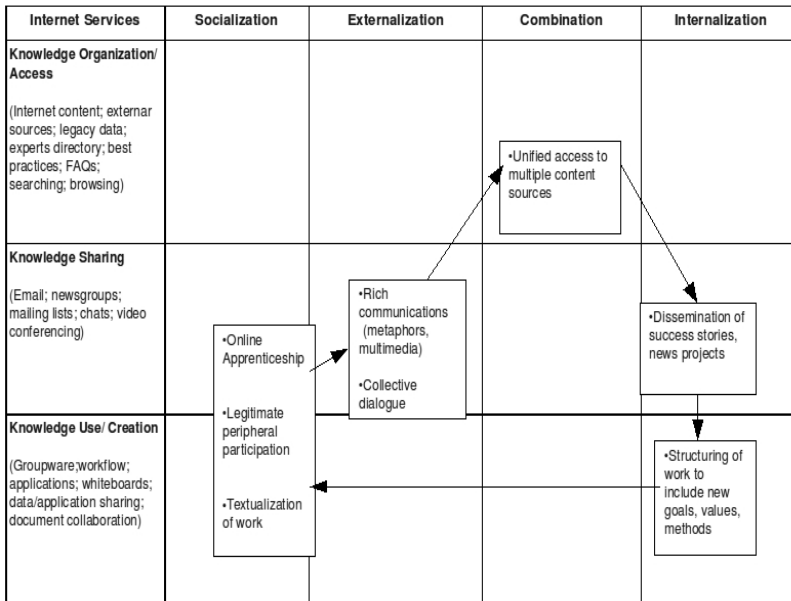 Internet Services
Socialization
Externalization
Combination
Internalization
Knowledge Organization/
Access
(Internet content; externar
sources; legacy data;
experts directory; best
practices; FAQs;
searching; browsing)
•Unified access to
multiple content
sources
Knowledge Sharing
(Email; newsgroups;
mailing lists; chats; video
conferencing)
•Online
Apprenticeship
•Legitimate
peripheral
participation
•Textualization
of work
•Rich
communications
(metaphors,
multimedia)
•Collective
dialogue
•Dissemination of
success stories,
news projects
Knowledge Use/ Creation
(Groupware;workflow;
applications; whiteboards;
data/application sharing;
document collaboration)
•Structuring of
work to
include new
goals, values,
methods